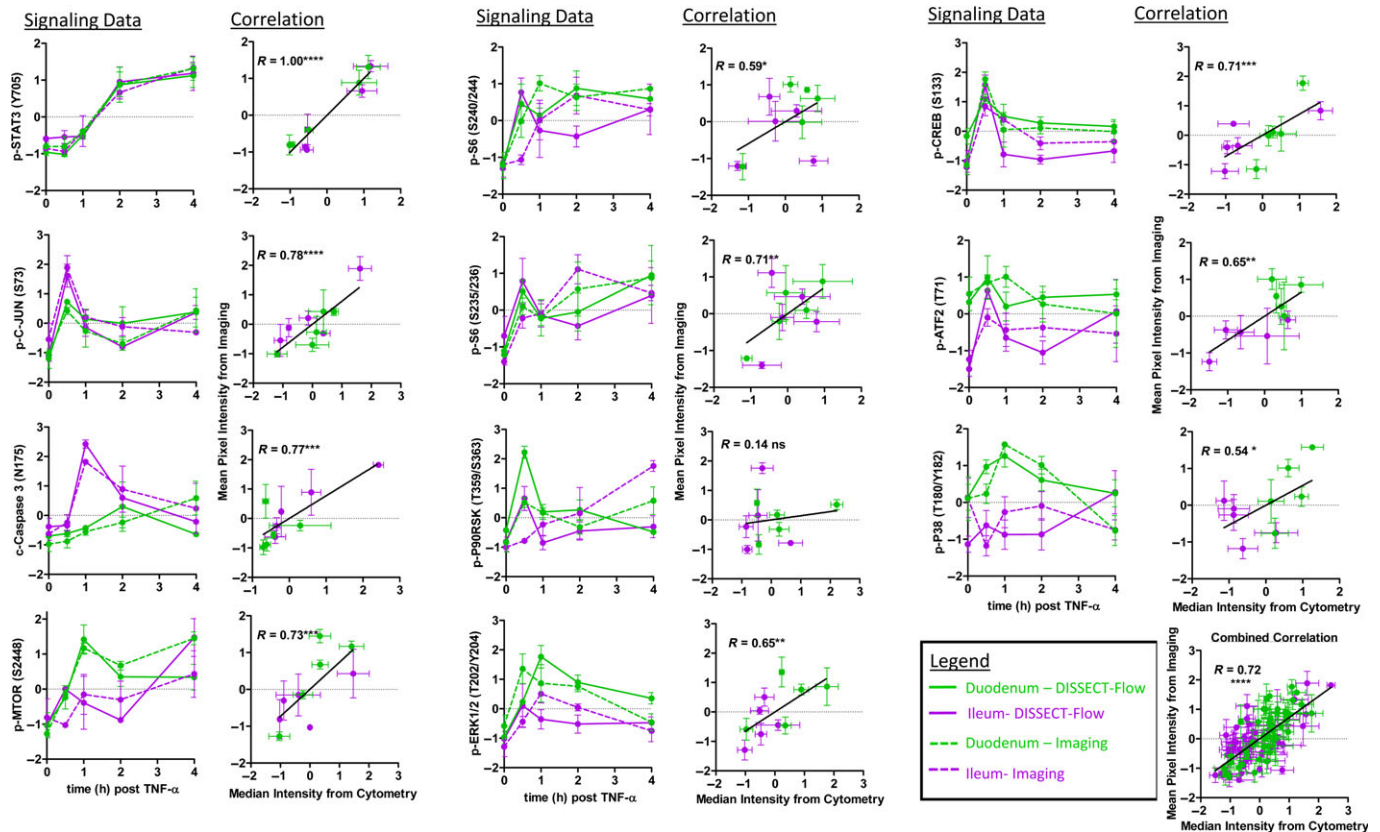 Signaling Data
Correlation
Signaling Data
Correlation
Signaling Data
Correlation
p-STAT3 (Y705)
R = 1.00****
p-S6 (S240/244)
R = 0.59*
p-CREB (S133)
R = 0.71***
p-C-JUN (S73)
R = 0.78****
Mean Pixel Intensity from Imaging
p-S6 (S235/236)
R = 0.71**
Mean Pixel Intensity from Imaging
p-ATF2 (T71)
R = 0.65**
Mean Pixel Intensity from Imaging
c-Caspase 3 (N175)
R = 0.77***
p-P90RSK (T359/S363)
R = 0.14 ns
p-P38 (T180/Y182)
R = 0.54 *
time (h) post TNF-α
Median Intensity from Cytometry
p-MTOR (S2448)
R = 0.73***
time (h) post TNF-α
Median Intensity from Cytometry
p-ERK1/2 (T202/Y204)
R = 0.65**
time (h) post TNF-α
Median Intensity from Cytometry
Legend
Duodenum – DISSECT-Flow
Ileum- DISSECT-Flow
Duodenum – Imaging
Ileum- Imaging
Combined Correlation
R = 0.72
****
Mean Pixel Intensity from Imaging
Median Intensity from Cytometry